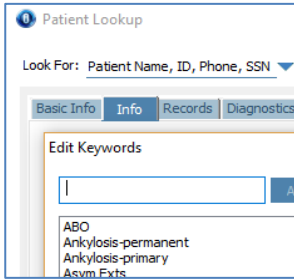 Patient Lookup
Look For: Patient Name, ID, Phone, SSN
Basic Info Info Records Diagnostics
Edit Keywords
A
ABO
Ankylosis-permanent
Ankylosis-primary
Asym Exts